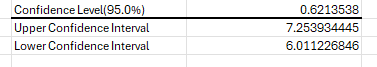 Confidence Level(95.0%) 0.6213538
Upper Confidence Interval 7.253934445
Lower Confidence Interval 6.011226846